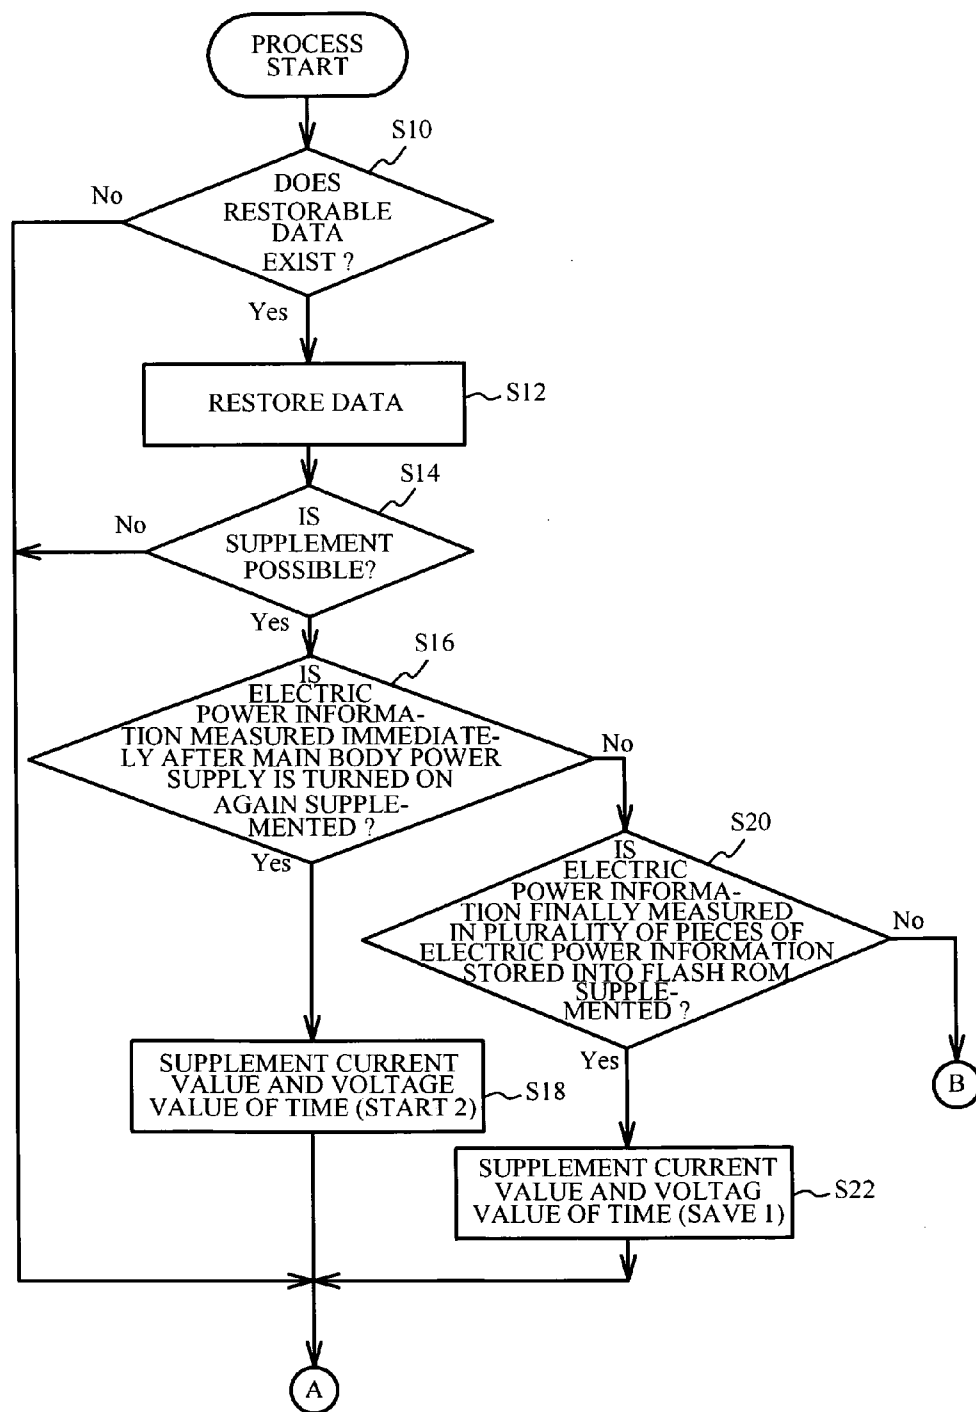 PROCESS
START
S10
No
DOES
RESTORABLE
DATA
EXIST ?
Yes
RESTORE DATA
S12
S14
No
IS
SUPPLEMENT
POSSIBLE?
Yes
S16
IS
ELECTRIC
POWER INFORMA-
TION MEASURED IMMEDIATE-
LY AFTER MAIN BODY POWER
SUPPLY IS TURNED ON
AGAIN SUPPLE-
MENTED ?
No
Yes
S20
IS
ELECTRIC
POWER INFORMA-
TION FINALLY MEASURED
IN PLURALITY OF PIECES OF
ELECTRIC POWER INFORMATION
STORED INTO FLASH ROM
SUPPLE-
MENTED ?
No
Yes
SUPPLEMENT CURRENT
VALUE AND VOLTAGE
VALUE OF TIME (START 2)
S18
B
SUPPLEMENT CURRENT
VALUE AND VOLTAG
VALUE OF TIME (SAVE 1)
S22
A